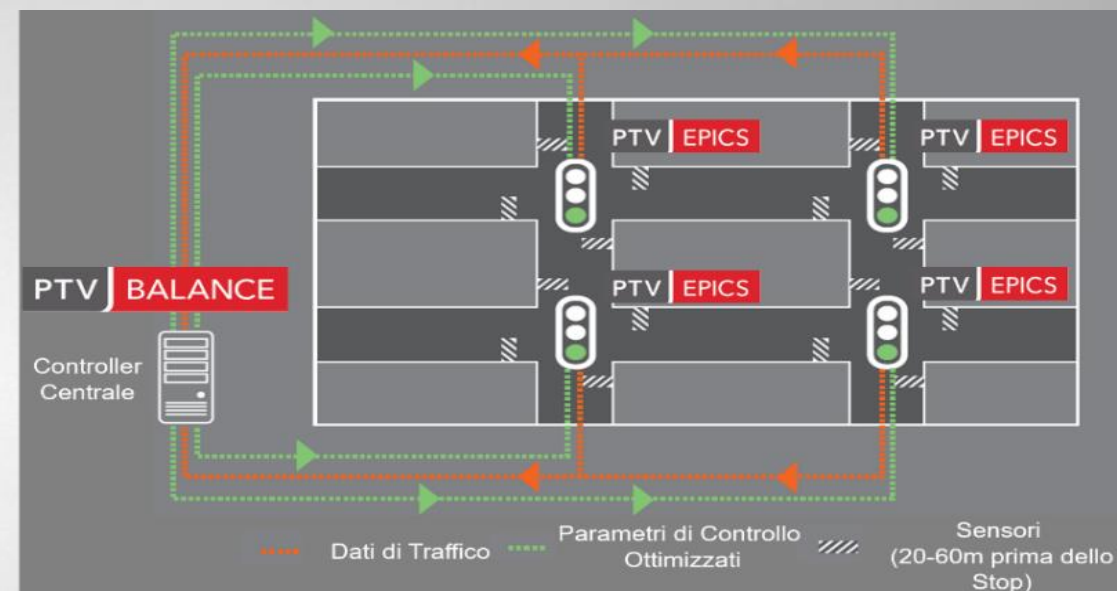 PTV EPICS
PTV EPICS
PTV BALANCE
PTV EPICS
PTV EPICS
Controller
Centrale
Dati di Traffico
Parametri di Controllo
Ottimizzati
Sensori
(20-60m prima dello
Stop)